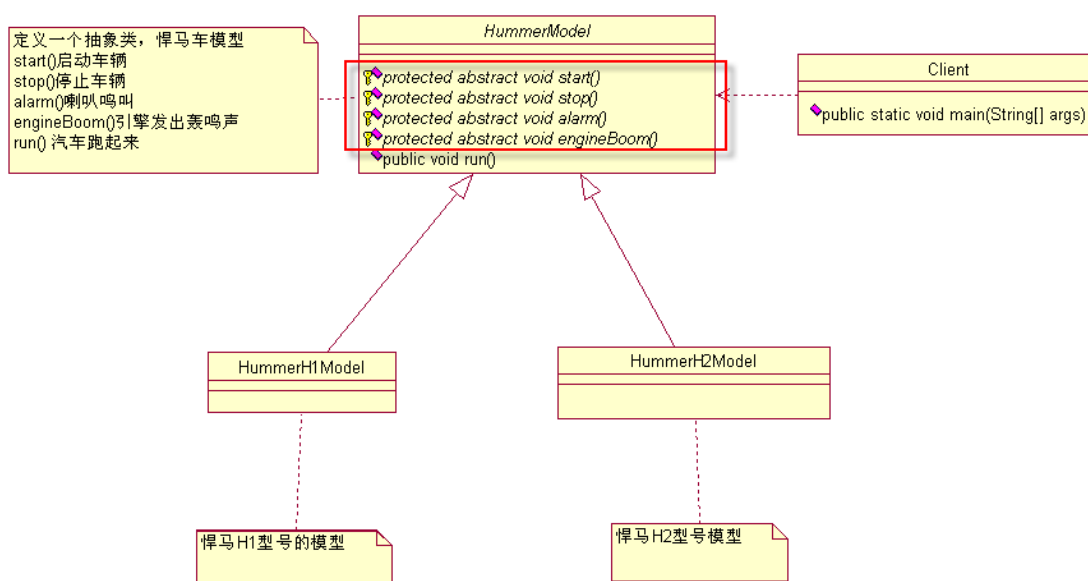 定义一个抽象类，悍马车模型
start()启动车辆
stop()停止车辆
alarm()喇叭鸣叫
engineBoom()引擎发出轰鸣声
run() 汽车跑起来
HummerModel
protected abstract void start()
protected abstract void stop()
protected abstract void alarm()
protected abstract void engineBoom()
public void run()
Client
public static void main(String[] args)
HummerH1Model
HummerH2Model
悍马H1型号的模型
悍马H2型号模型